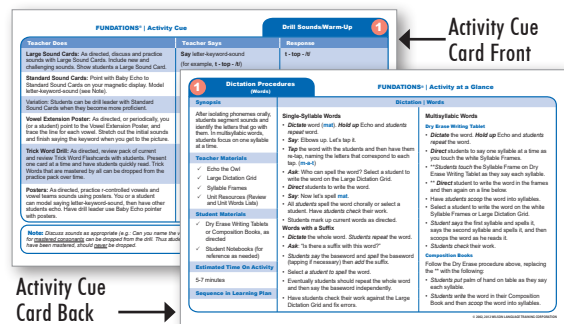 FUNDATIONS® | Activity Cue
Drill Sounds/Warm-Up
1
Teacher Does
Teacher Says
Response
Large Sound Cards: As directed, discuss and practice
sounds with Large Sound Cards. Include new and
challenging sounds. Show students a Large Sound Card.
Say letter-keyword-sound
(for example, t - top - /t/)
t - top - /t/
Standard Sound Cards: Point with Baby Echo to
Standard Sound Cards on your magnetic display. Model
letter-keyword-sound (see Nat).
Variation: Students can be drill leader with Standard
Sound Cards when they become more proficient.
Vowel Extension Poster: As directed, or periodically, you
(or a student) point to the Vowel Extension Poster, and
trace the line for each vowel. Stretch out the initial sounds
and finish saying the keyword when you get to the picture.
Trick Word Drill: As directed, review pack of current
and review Trick Word Flashcards with students. Present
one card at a time and have students quickly read. Trick
Words that are mastered by all can be dropped from the
practice pack over time.
Posters: As directed, practice r-controlled vowels and
vowel teams sounds using posters. You or a student
can model saying letter-keyword-sound, then have other
students echo. Have drill leader use Baby Echo pointer
with posters.
Note: Discuss sounds as appropriate (e.g.: Can you name the v
for mastered components can be dropped from the drill. Thus stude
have been mastered, should never be dropped.
Activity Cue
Card Front
1
Dictation Procedures
(Words)
FUNDATIONS® | Activity at a Glance
Synopsis
After isolating phonemes orally,
students segment sounds and
identify the letters that go with
them. In multisyllabic words,
students focus on one syllable
at a time.
Teacher Materials
✓ Echo the Owl
✓ Large Dictation Grid
✓ Syllable Frames
✓ Unit Resources (Review
and Unit Words Lists)
Student Materials
✓ Dry Erase Writing Tablets
or Composition Books, as
directed
✓ Student Notebooks (for
reference as needed)
Estimated Time On Activity
5-7 minutes
Sequence in Learning Plan
Dictation | Words
Single-Syllable Words
• Dictate word (mat). Hold up Echo and students
repeat word.
• Say: Elbows up. Let's tap it.
• Tap the word with the students and then have them
re-tap, naming the letters that correspond to each
tap. (m-a-t)
• Ask: Who can spell the word? Select a student to
write the word on the Large Dictation Grid.
• Direct students to write the word.
• Say: Now let's spell mat.
• All students spell the word chorally or select a
student. Have students check their work.
• Students mark up current words as directed.
Words with a Suffix
• Dictate the whole word. Students repeat the word.
• Ask: "Is there a suffix with this word?"
• Students say the baseword and spell the baseword
(tapping if necessary) then add the suffix.
• Select a student to spell the word.
• Eventually students should repeat the whole word
and then say the baseword independently.
• Have students check their work against the Large
Dictation Grid and fix errors.
Multisyllabic Words
Dry Erase Writing Tablet
• Dictate the word. Hold up Echo and students
repeat the word.
• Direct students to say one syllable at a time as
you touch the white Syllable Frames.
• **Students touch the Syllable Frame on Dry
Erase Writing Tablet as they say each syllable.
• ** Direct student to write the word in the frames
and then again on a line below.
• Have students scoop the word into syllables.
• Select a student to write the word on the white
Syllable Frames or Large Dictation Grid.
• Student says the first syllable and spells it,
says the second syllable and spells it, and then
scoops the word as he reads it.
• Students check work.
Composition Books
Follow the Dry Erase procedure above, replacing
the ** with the following:
• Students put palm of hand on table as they say
each syllable.
• Students write the word in their Composition
Book and then scoop the word into syllables.
Activity Cue
Card Back